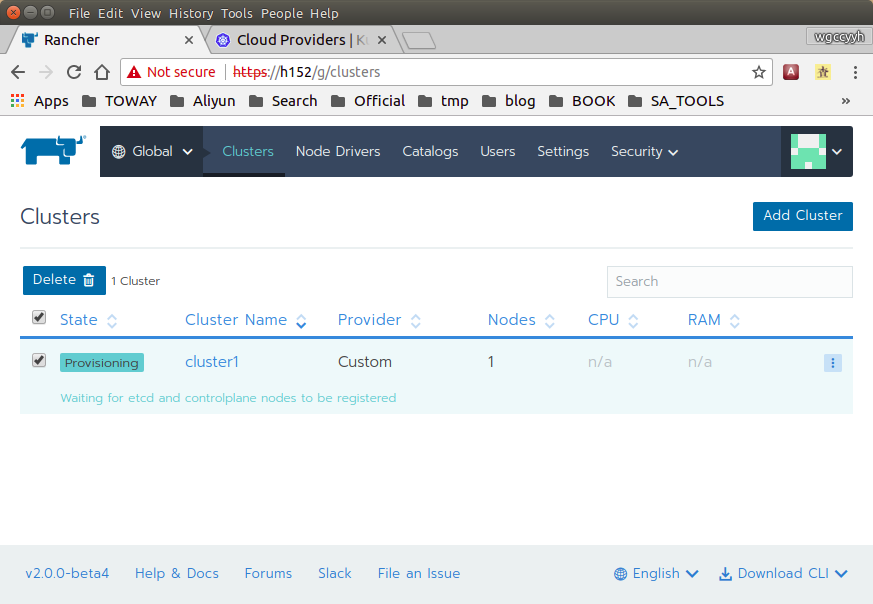 File Edit View History Tools People Help
Rancher
Cloud Providers | Ku
wgccyyh
Not secure https://h152/g/clusters
Apps TOWAY Aliyun Search Official tmp blog BOOK SA_TOOLS »
Global Clusters Node Drivers Catalogs Users Settings Security
Clusters
Add Cluster
Delete 1 Cluster
Search
State Cluster Name Provider Nodes CPU RAM
Provisioning cluster1 Custom 1 n/a n/a
Waiting for etcd and controlplane nodes to be registered
v2.0.0-beta4 Help & Docs Forums Slack File an Issue English Download CLI